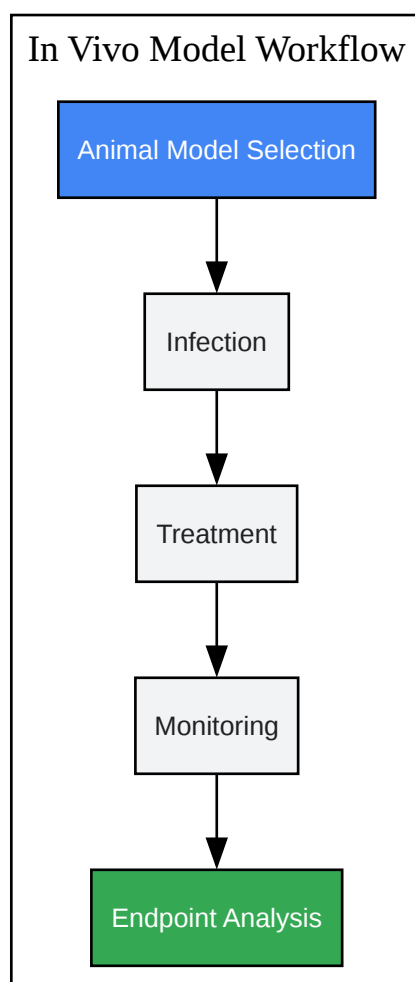 In Vivo Model Workflow
Animal Model Selection
Infection
Treatment
Monitoring
Endpoint Analysis